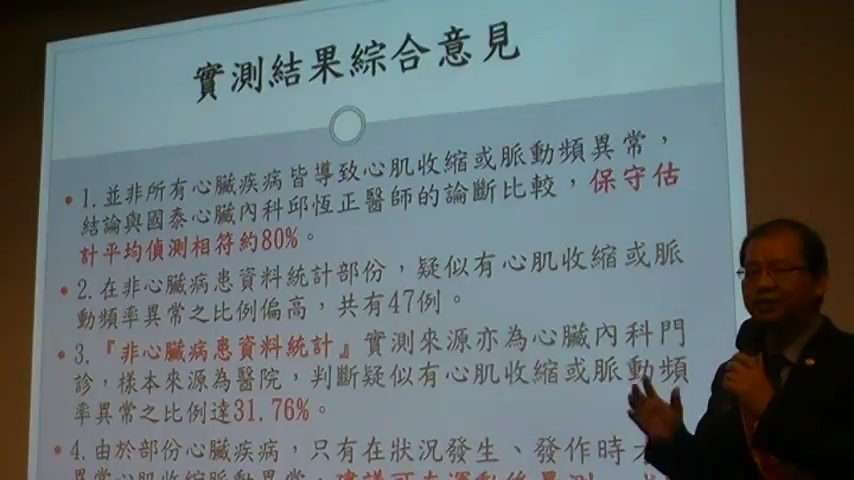 實測結果綜合意見
• 1. 並非所有心臟疾病皆導致心肌收縮或脈動頻異常，
結論與國泰心臟內科邱恆正醫師的論斷比較，保守估
計平均偵測相符約80%。
• 2. 在非心臟病患資料統計部份，疑似有心肌收縮或脈
動頻率異常之比例偏高，共有47例。
• 3.『非心臟病患資料統計』實測來源亦為心臟內科門
診，樣本來源為醫院，判斷疑似有心肌收縮或脈動頻
率異常之比例達31.76%。
• 4. 由於部份心臟疾病，只有在狀況發生、發作時才